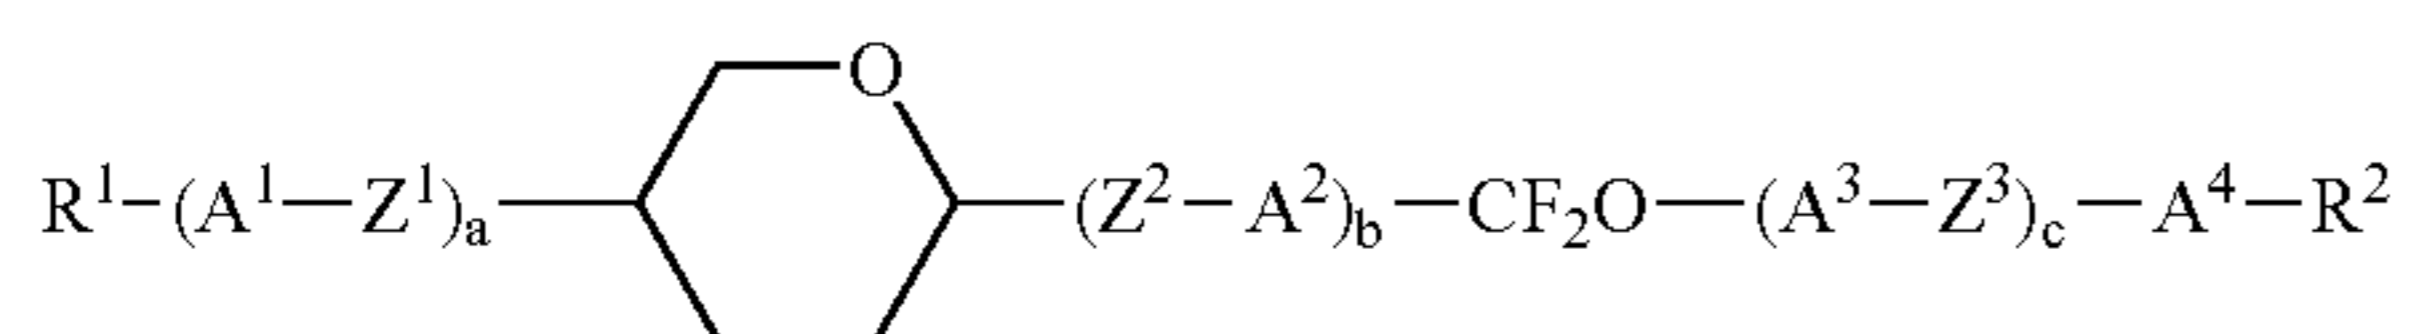 O
R¹–(A¹—Z¹)ₐ (Z²–A²)b–CF₂O—(A³–Z³)c–A⁴–R²